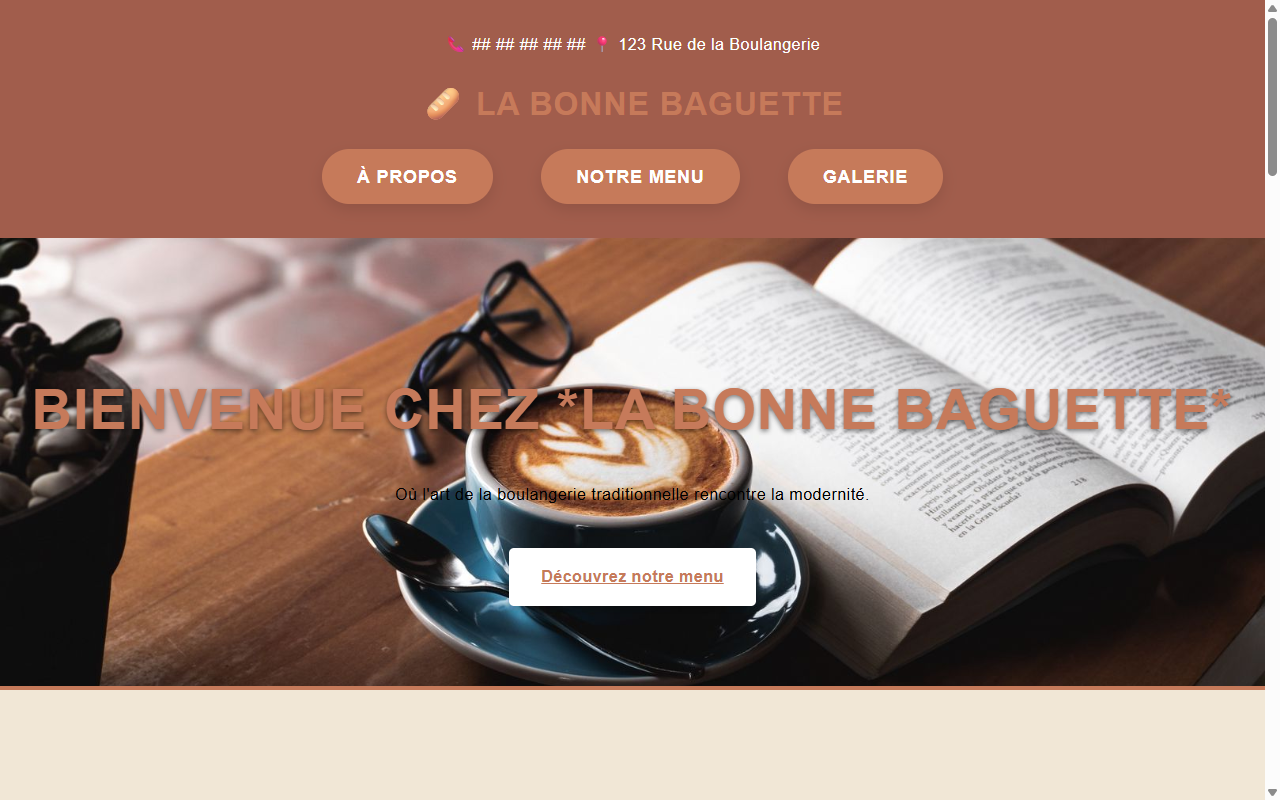 📞 ## ## ## ## ## 📍 123 Rue de la Boulangerie
🥖 LA BONNE BAGUETTE
À PROPOS
NOTRE MENU
GALERIE
BIENVENUE CHEZ *LA BONNE BAGUETTE*
Où l'art de la boulangerie traditionnelle rencontre la modernité.
Découvrez notre menu